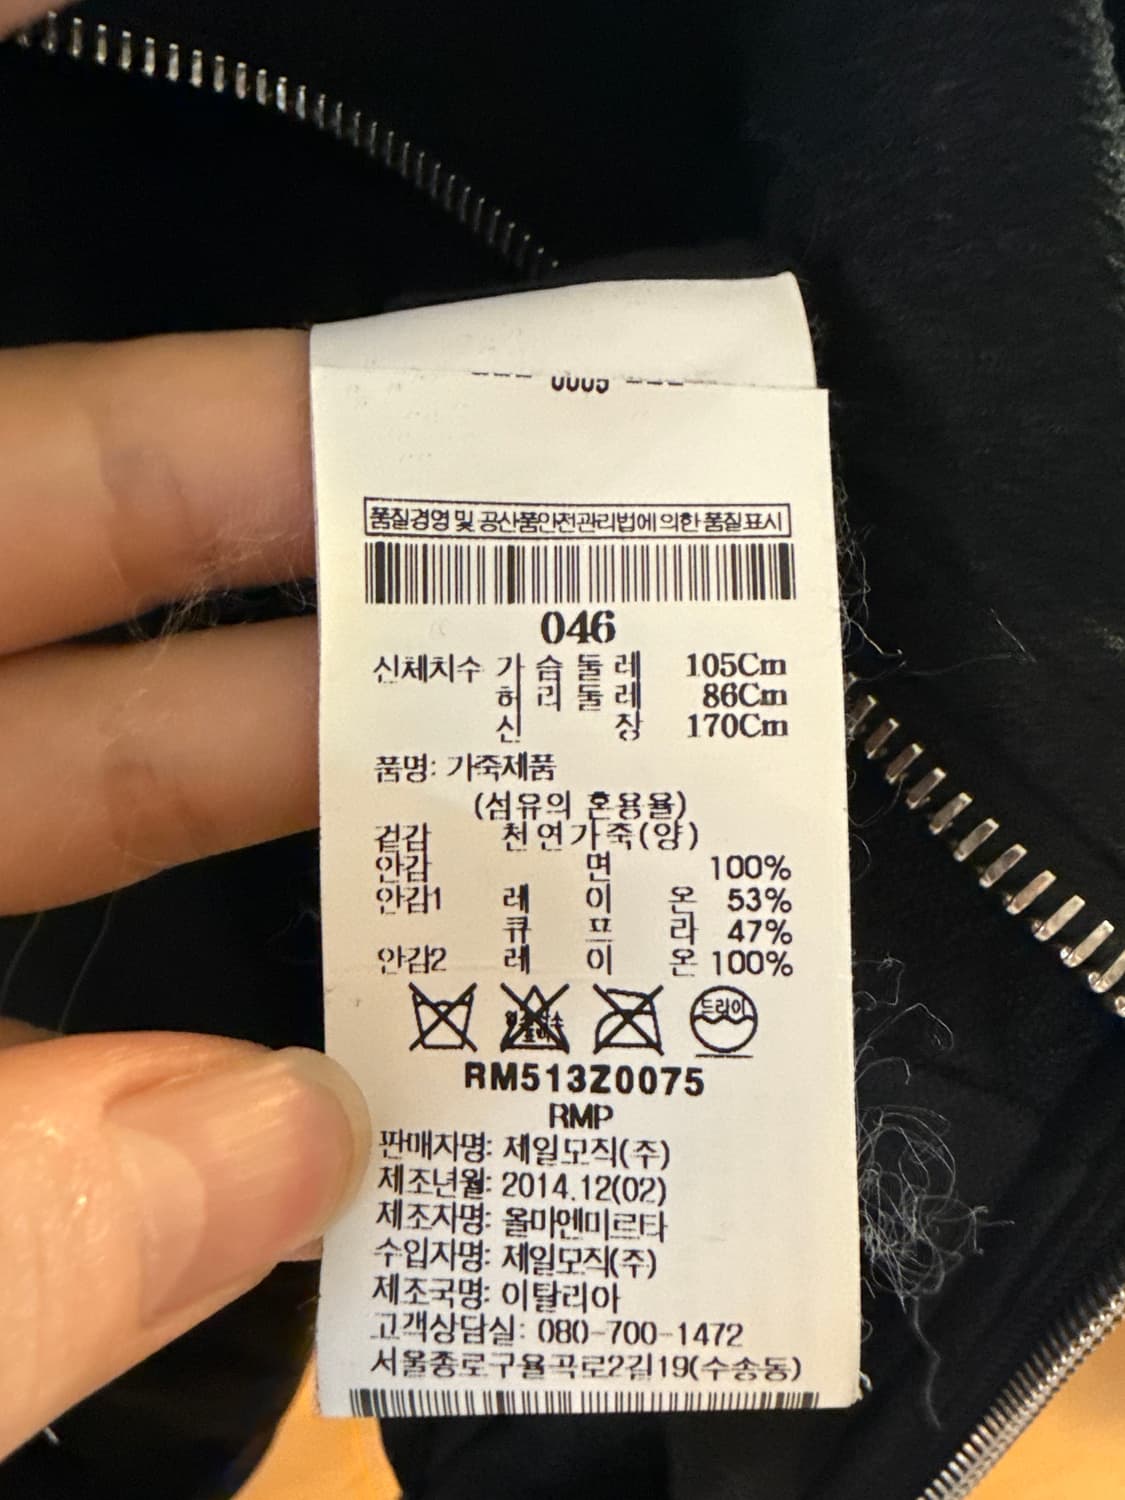 0005
품질경영 및 공산품안전관리법에 의한 품질표시
046
신체치수 가슴둘레 105Cm
허리둘레 86Cm
신장 170Cm
품명: 가죽제품
(섬유의 혼용율)
겉감 천연가죽(양)
안감 면 100%
안감1 레이온 53%
큐프라 47%
안감2 레이온 100%
드라이
RM513Z0075
RMP
판매자명: 제일모직(주)
제조년월: 2014.12(02)
제조자명: 올마엔미르타
수입자명: 제일모직(주)
제조국명: 이탈리아
고객상담실: 080-700-1472
서울종로구율곡로2길19(수송동)